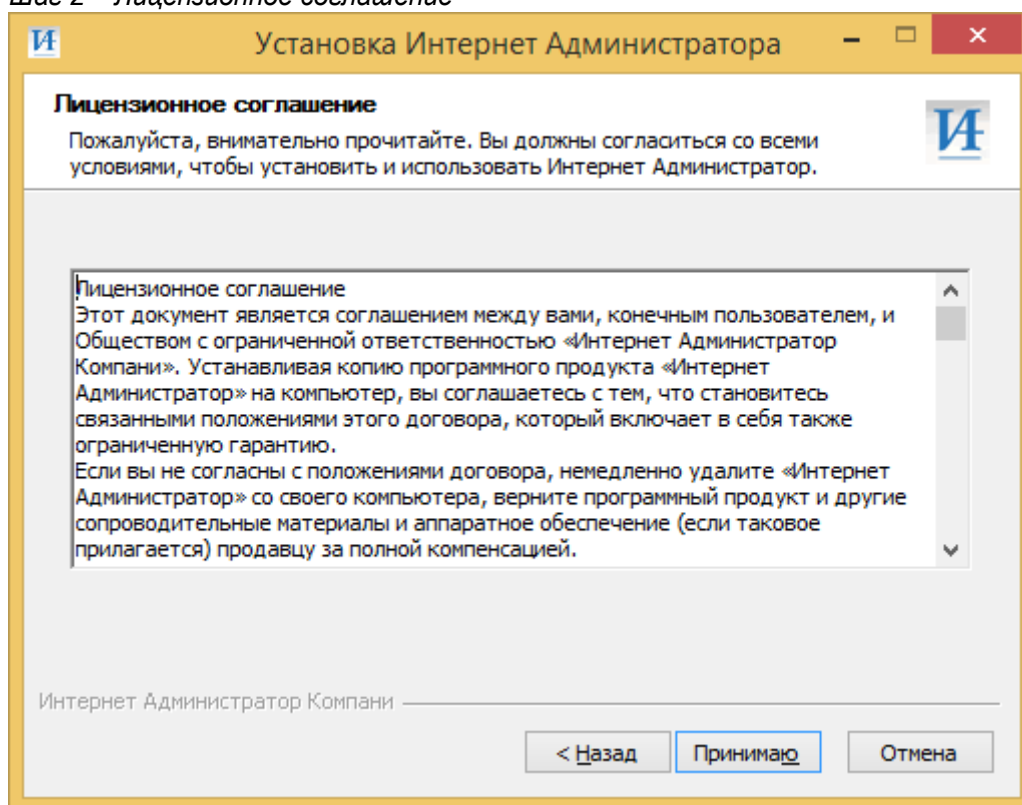 Шаг 2 – Лицензионное соглашение
Установка Интернет Администратора
Лицензионное соглашение
Пожалуйста, внимательно прочитайте. Вы должны согласиться со всеми
условиями, чтобы установить и использовать Интернет Администратор.
Лицензионное соглашение
Этот документ является соглашением между вами, конечным пользователем, и
Обществом с ограниченной ответственностью «Интернет Администратор
Компани». Устанавливая копию программного продукта «Интернет
Администратор» на компьютер, вы соглашаетесь с тем, что становитесь
связанными положениями этого договора, который включает в себя также
ограниченную гарантию.
Если вы не согласны с положениями договора, немедленно удалите «Интернет
Администратор» со своего компьютера, верните программный продукт и другие
сопроводительные материалы и аппаратное обеспечение (если таковое
прилагается) продавцу за полной компенсацией.
Интернет Администратор Компани
< Назад Принимаю Отмена